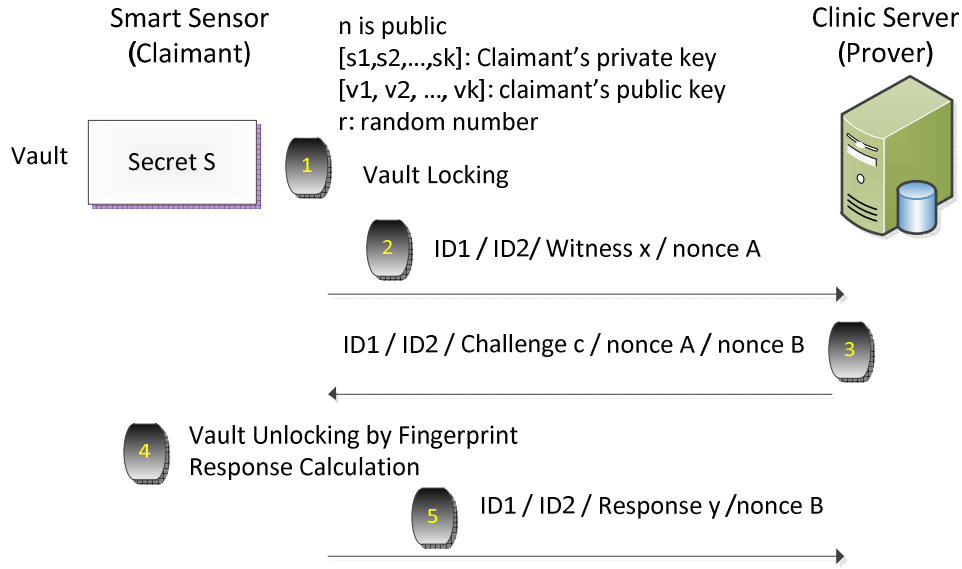 Smart Sensor
(Claimant)
n is public
[s1,s2,...,sk]: Claimant's private key
[v1, v2, ..., vk]: claimant's public key
r: random number
Clinic Server
(Prover)
Vault
Secret S
1
Vault Locking
2
ID1 / ID2/ Witness x / nonce A
ID1 / ID2 / Challenge c / nonce A / nonce B
3
4
Vault Unlocking by Fingerprint
Response Calculation
5
ID1 / ID2 / Response y /nonce B